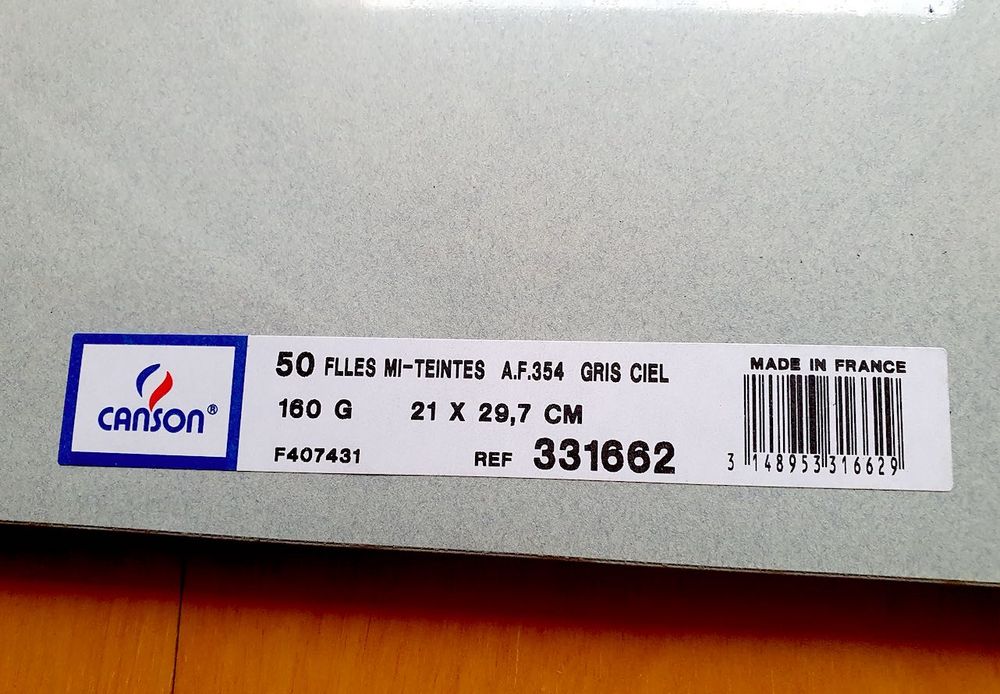 CANSON®
50 FLLES MI-TEINTES A.F.354 GRIS CIEL
160 G 21 X 29,7 CM
F407431 REF 331662
MADE IN FRANCE
3 148953 316629